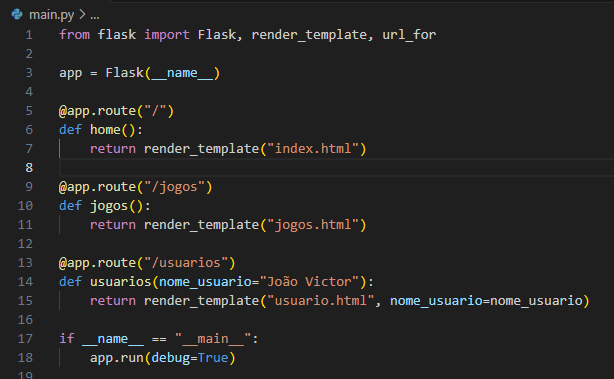 main.py > ...
1 from flask import Flask, render_template, url_for
2
3 app = Flask(__name__)
4
5 @app.route("/")
6 def home():
7     return render_template("index.html")
8
9 @app.route("/jogos")
10 def jogos():
11     return render_template("jogos.html")
12
13 @app.route("/usuarios")
14 def usuarios(nome_usuario="João Victor"):
15     return render_template("usuario.html", nome_usuario=nome_usuario)
16
17 if __name__ == "__main__":
18     app.run(debug=True)
19